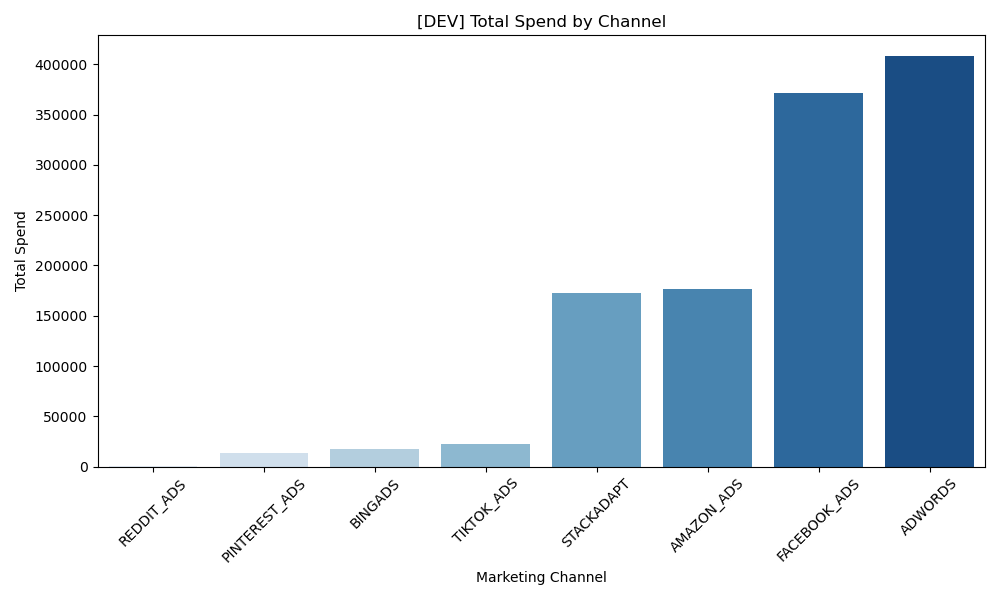 [DEV] Total Spend by Channel
Total Spend
400000
350000
300000
250000
200000
150000
100000
50000
0
REDDIT_ADS
PINTEREST_ADS
BINGADS
TIKTOK_ADS
STACKADAPT
AMAZON_ADS
FACEBOOK_ADS
ADWORDS
Marketing Channel